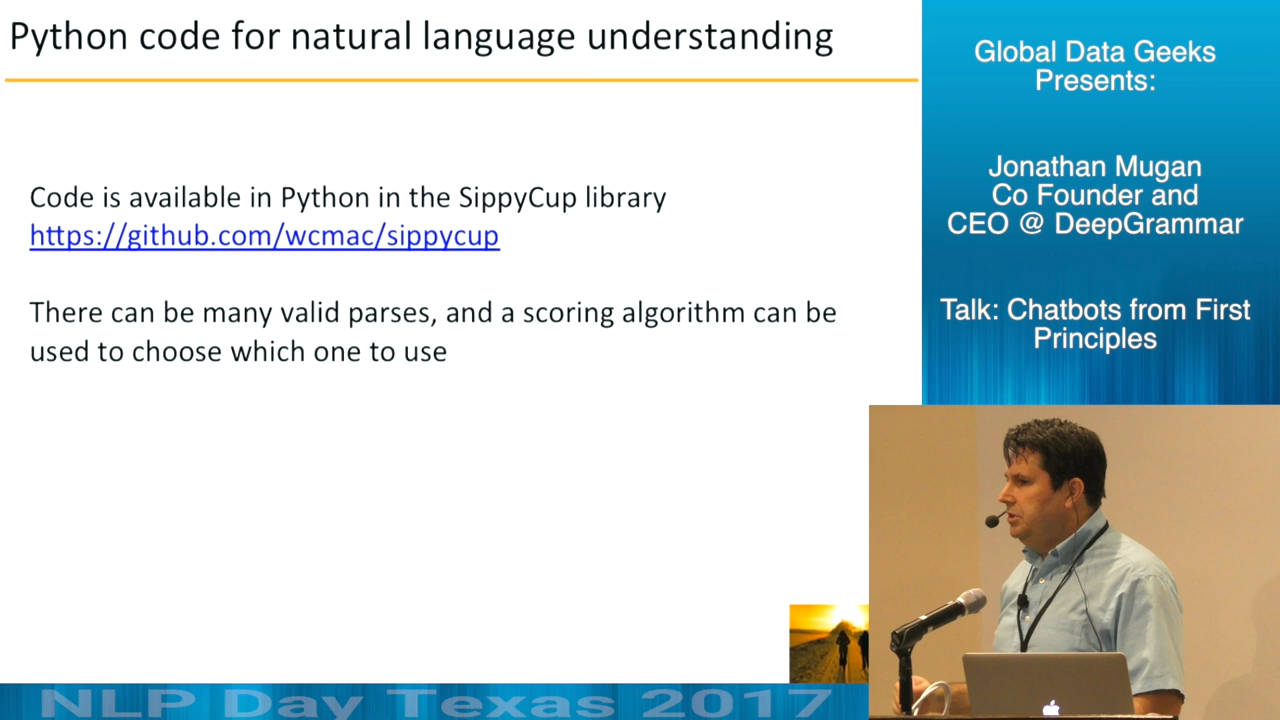 Python code for natural language understanding
Code is available in Python in the SippyCup library
https://github.com/wcmac/sippycup
There can be many valid parses, and a scoring algorithm can be
used to choose which one to use
Global Data Geeks
Presents:
Jonathan Mugan
Co Founder and
CEO @ DeepGrammar
Talk: Chatbots from First
Principles
NLP Day Texas 2017